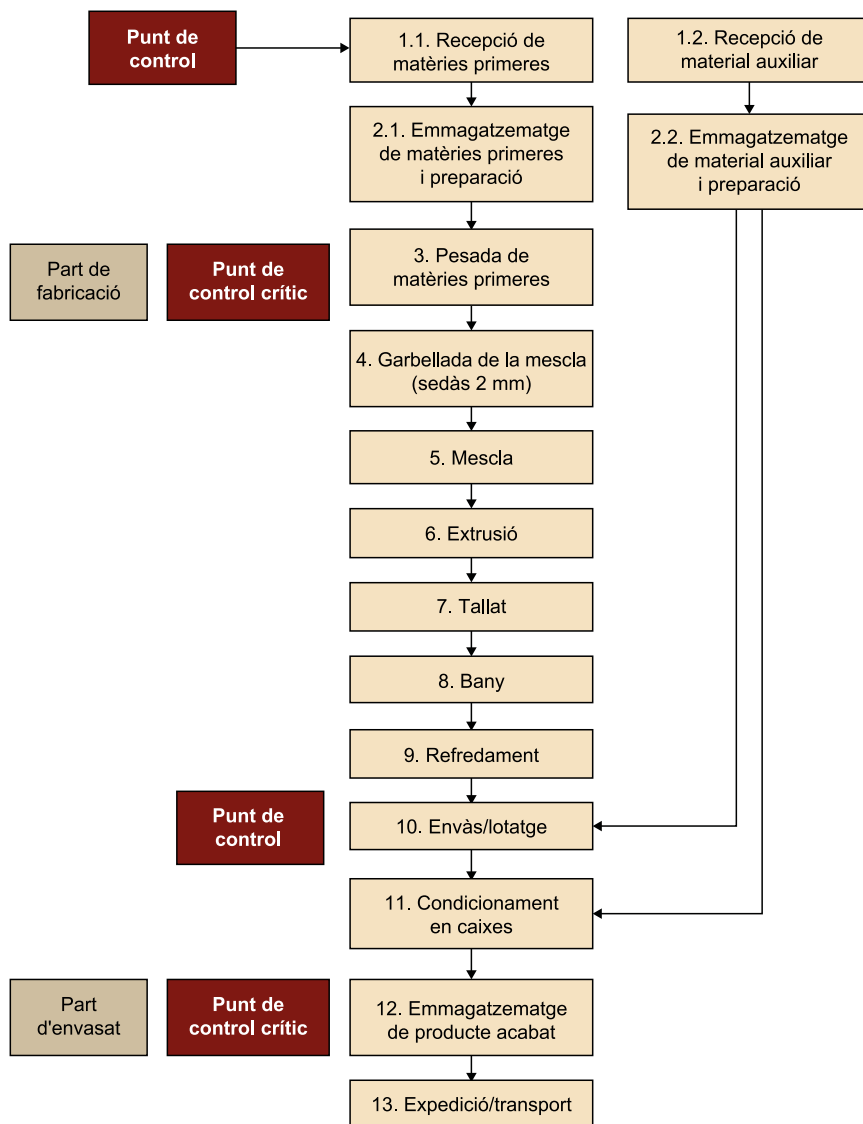 Punt de
control
1.1. Recepció de
matèries primeres
1.2. Recepció de
material auxiliar
2.1. Emmagatzematge
de matèries primeres
i preparació
2.2. Emmagatzematge
de material auxiliar
i preparació
Part de
fabricació
Punt de
control crític
3. Pesada de
matèries primeres
4. Garbellada de la mescla
(sedàs 2 mm)
5. Mescla
6. Extrusió
7. Tallat
8. Bany
9. Refredament
Punt de
control
10. Envàs/lotatge
11. Condicionament
en caixes
Part
d'envasat
Punt de
control crític
12. Emmagatzematge
de producte acabat
13. Expedició/transport